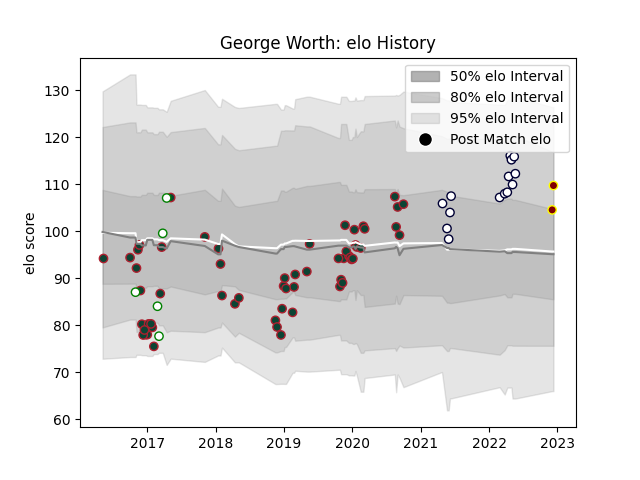 George Worth: elo History
130
120
110
100
90
80
70
60
elo score
50% elo Interval
80% elo Interval
95% elo Interval
Post Match elo
2017 2018 2019 2020 2021 2022 2023